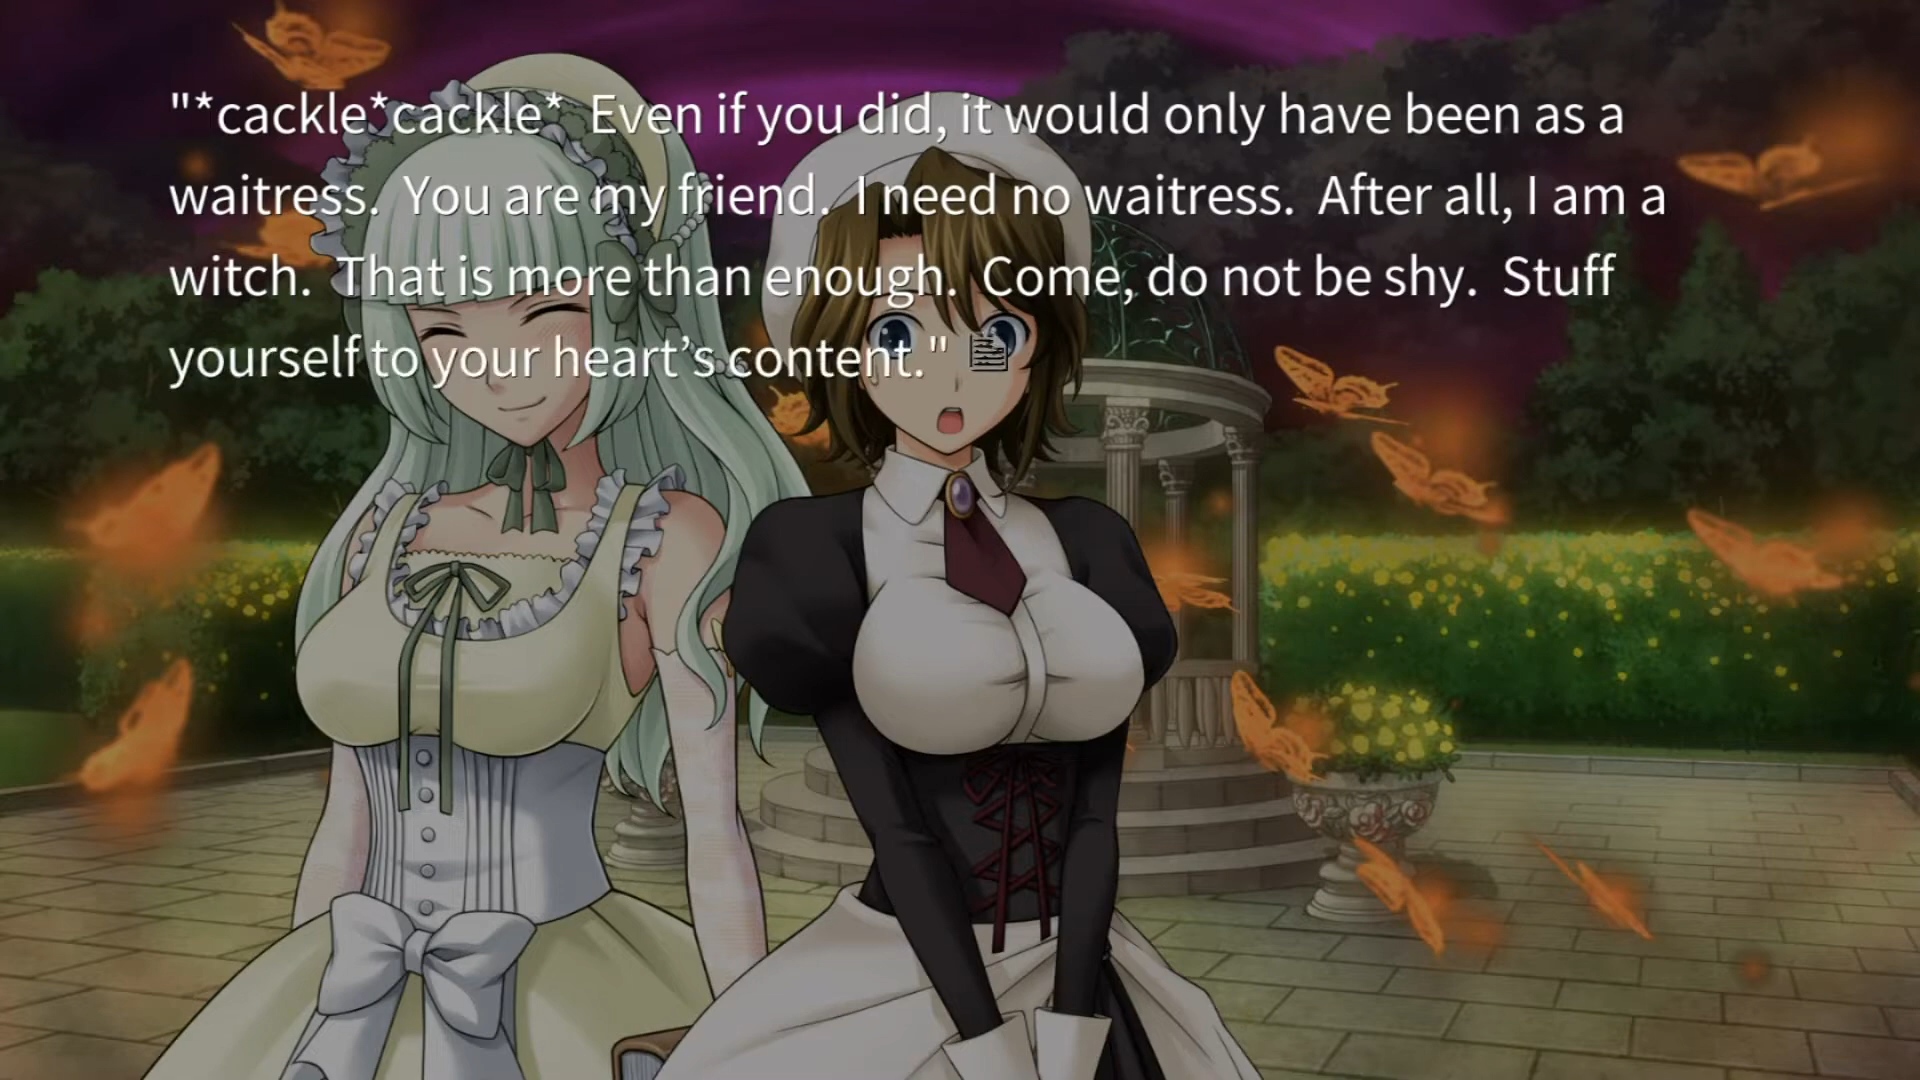 "*cackle*cackle*  Even if you did, it would only have been as a
waitress.  You are my friend.  I need no waitress.  After all, I am a
witch.  That is more than enough.  Come, do not be shy.  Stuff
yourself to your heart’s content."